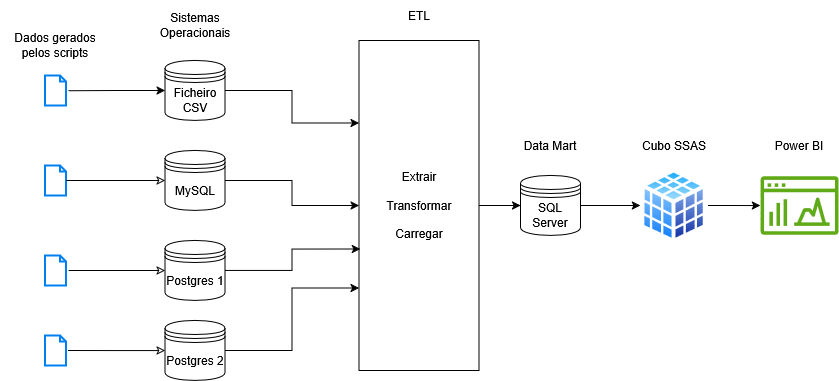 Dados gerados
pelos scripts
Sistemas
Operacionais
ETL
Ficheiro
CSV
MySQL
Postgres 1
Postgres 2
Extrair
Transformar
Carregar
Data Mart
SQL
Server
Cubo SSAS
Power BI